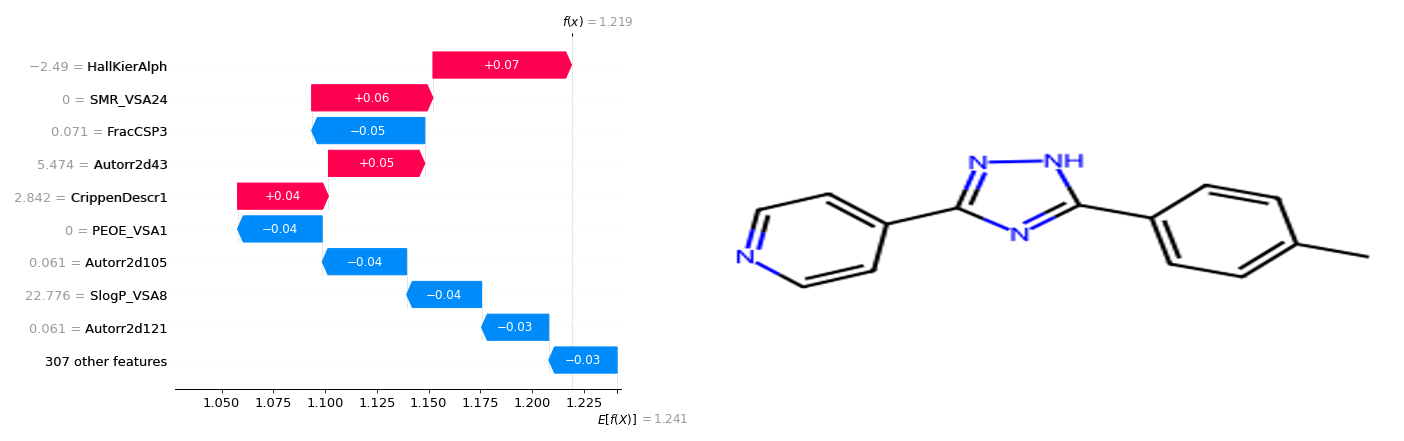 f(x) = 1.219
−2.49 = HallKierAlph +0.07
0 = SMR_VSA24 +0.06
0.071 = FracCSP3 −0.05
5.474 = Autorr2d43 +0.05
2.842 = CrippenDescr1 +0.04
0 = PEOE_VSA1 −0.04
0.061 = Autorr2d105 −0.04
22.776 = SlogP_VSA8 −0.04
0.061 = Autorr2d121 −0.03
307 other features −0.03
1.050 1.075 1.100 1.125 1.150 1.175 1.200 1.225
E[f(X)] = 1.241
N NH
N
N